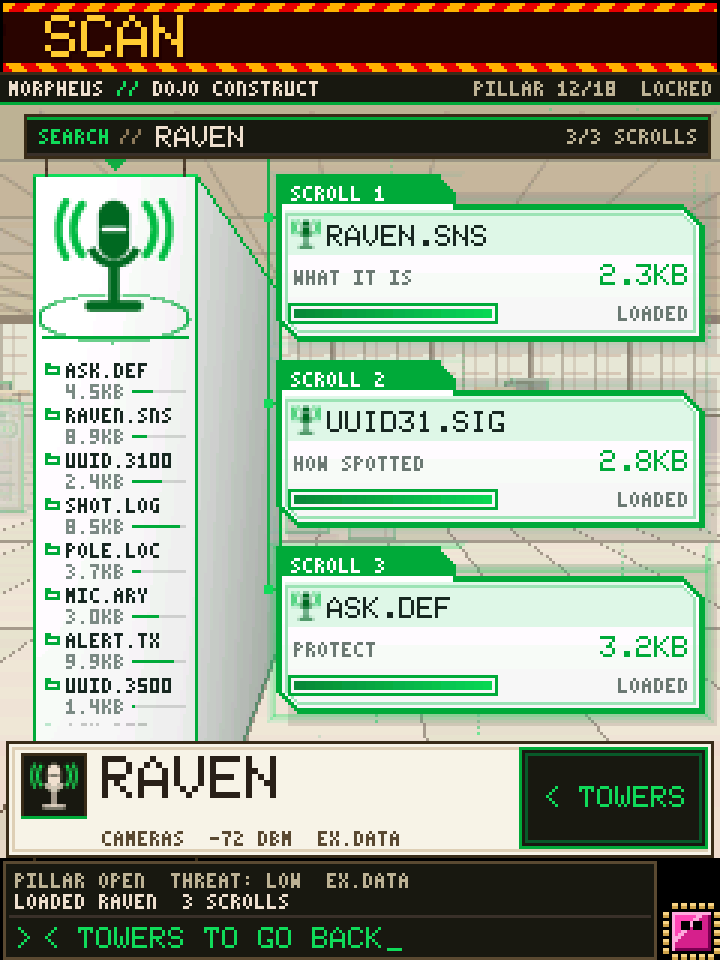 SCAN
MORPHEUS // DOJO CONSTRUCT PILLAR 12/18 LOCKED
SEARCH // RAVEN 3/3 SCROLLS
SCROLL 1
RAVEN.SNS
WHAT IT IS 2.3KB
LOADED
SCROLL 2
UUID31.SIG
HOW SPOTTED 2.8KB
LOADED
SCROLL 3
ASK.DEF
PROTECT 3.2KB
LOADED
ASK.DEF
4.5KB
RAVEN.SNS
8.9KB
UUID.3100
2.4KB
SHOT.LOG
8.5KB
POLE.LOC
3.7KB
MIC.ARY
3.0KB
ALERT.TX
9.9KB
UUID.3500
1.4KB
RAVEN
CAMERAS -72 DBM EX.DATA
< TOWERS
PILLAR OPEN THREAT: LOW EX.DATA
LOADED RAVEN 3 SCROLLS
> < TOWERS TO GO BACK_